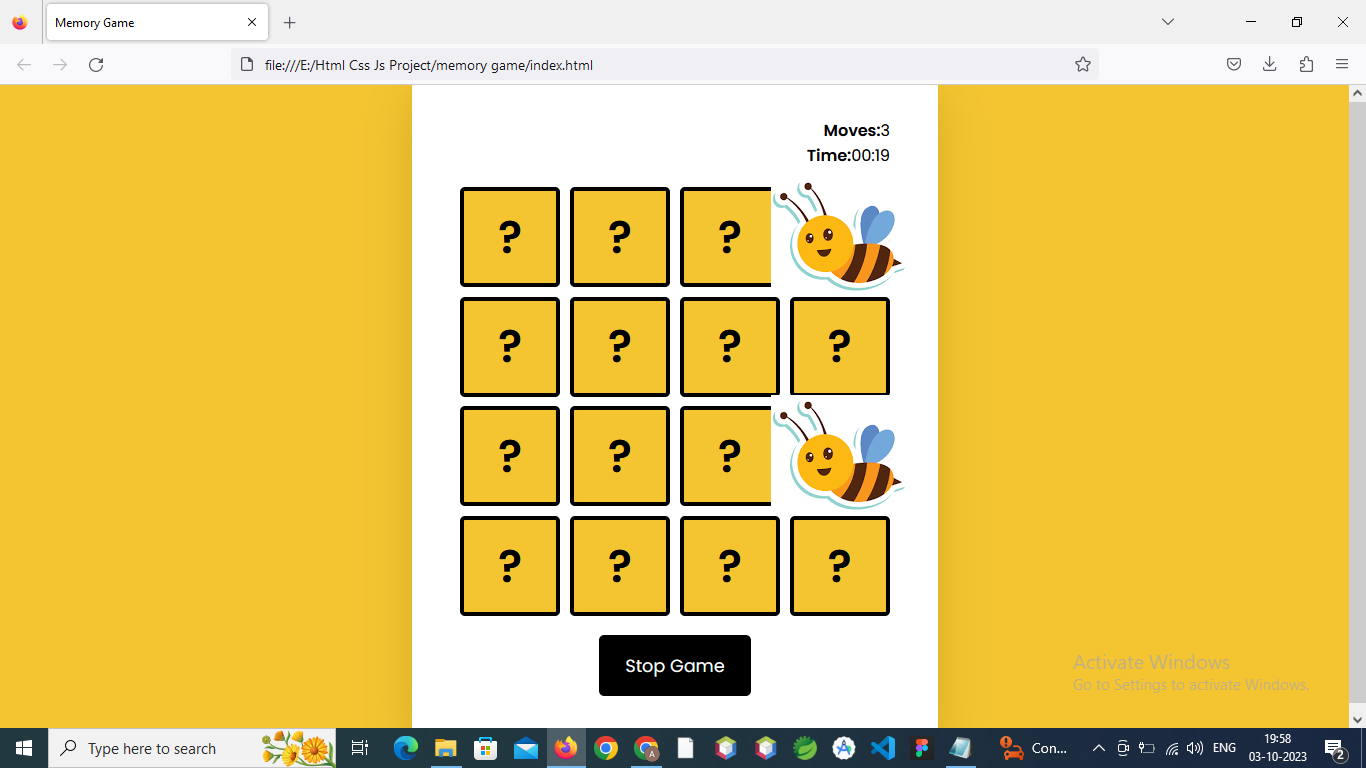 Memory Game
file:///E:/Html Css Js Project/memory game/index.html
Moves:3
Time:00:19
? ? ?
? ? ? ?
? ? ?
? ? ? ?
Stop Game
Activate Windows
Go to Settings to activate Windows.
Type here to search
A
Con...
ENG
19:58
03-10-2023
2